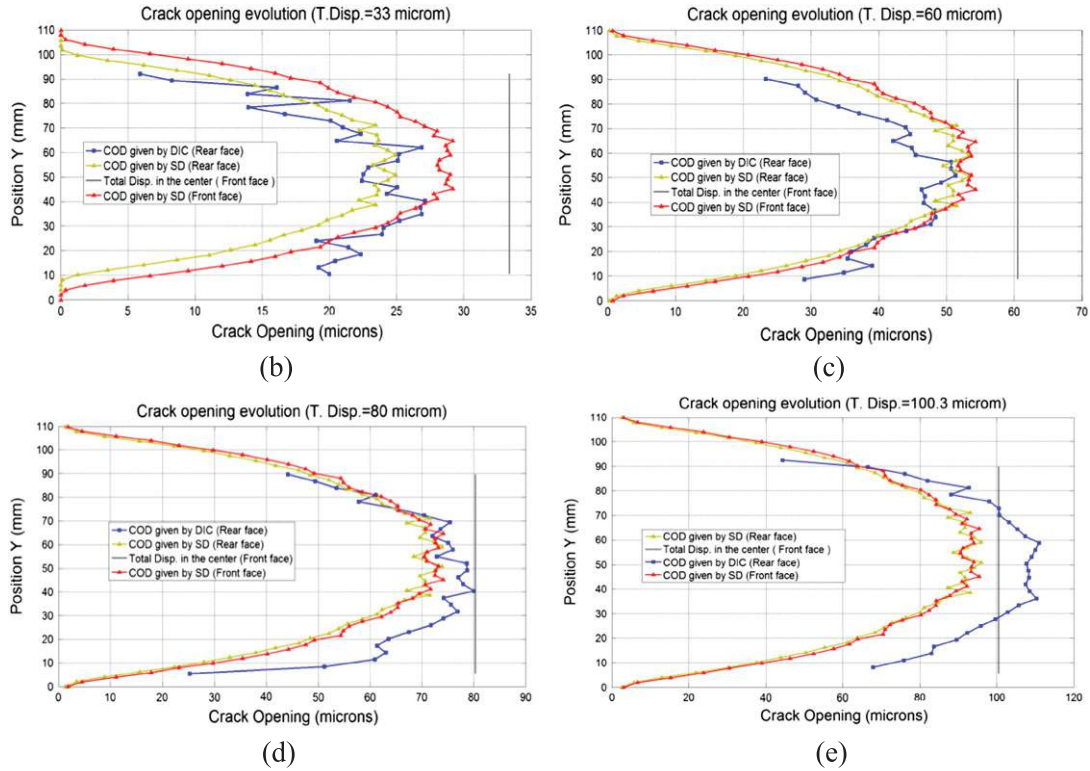 Crack opening evolution (T.Disp.=33 microm)
110
100
90
80
70
60
50
40
30
20
10
0
Position Y (mm)
COD given by DIC (Rear face)
COD given by SD (Rear face)
Total Disp. in the center ( Front face)
COD given by SD (Front face)
0 5 10 15 20 25 30 35
Crack Opening (microns)
(b)
Crack opening evolution (T. Disp.=60 microm)
110
100
90
80
70
60
50
40
30
20
10
0
Position Y (mm)
COD given by DIC (Rear face)
COD given by SD (Rear face)
Total Disp. in the center (Front face)
COD given by SD (Front face)
0 10 20 30 40 50 60 70
Crack Opening (microns)
(c)
Crack opening evolution (T. Disp.=80 microm)
110
100
90
80
70
60
50
40
30
20
10
0
Position Y (mm)
COD given by DIC (Rear face)
COD given by SD (Rear face)
Total Disp. in the center (Front face)
COD given by SD (Front face)
0 10 20 30 40 50 60 70 80 90
Crack Opening (microns)
(d)
Crack opening evolution (T. Disp.=100.3 microm)
110
100
90
80
70
60
50
40
30
20
10
0
Position Y (mm)
COD given by SD (Rear face)
Total Disp. in the center ( Front face )
COD given by DIC (Rear face)
COD given by SD (Front face)
0 20 40 60 80 100 120
Crack Opening (microns)
(e)